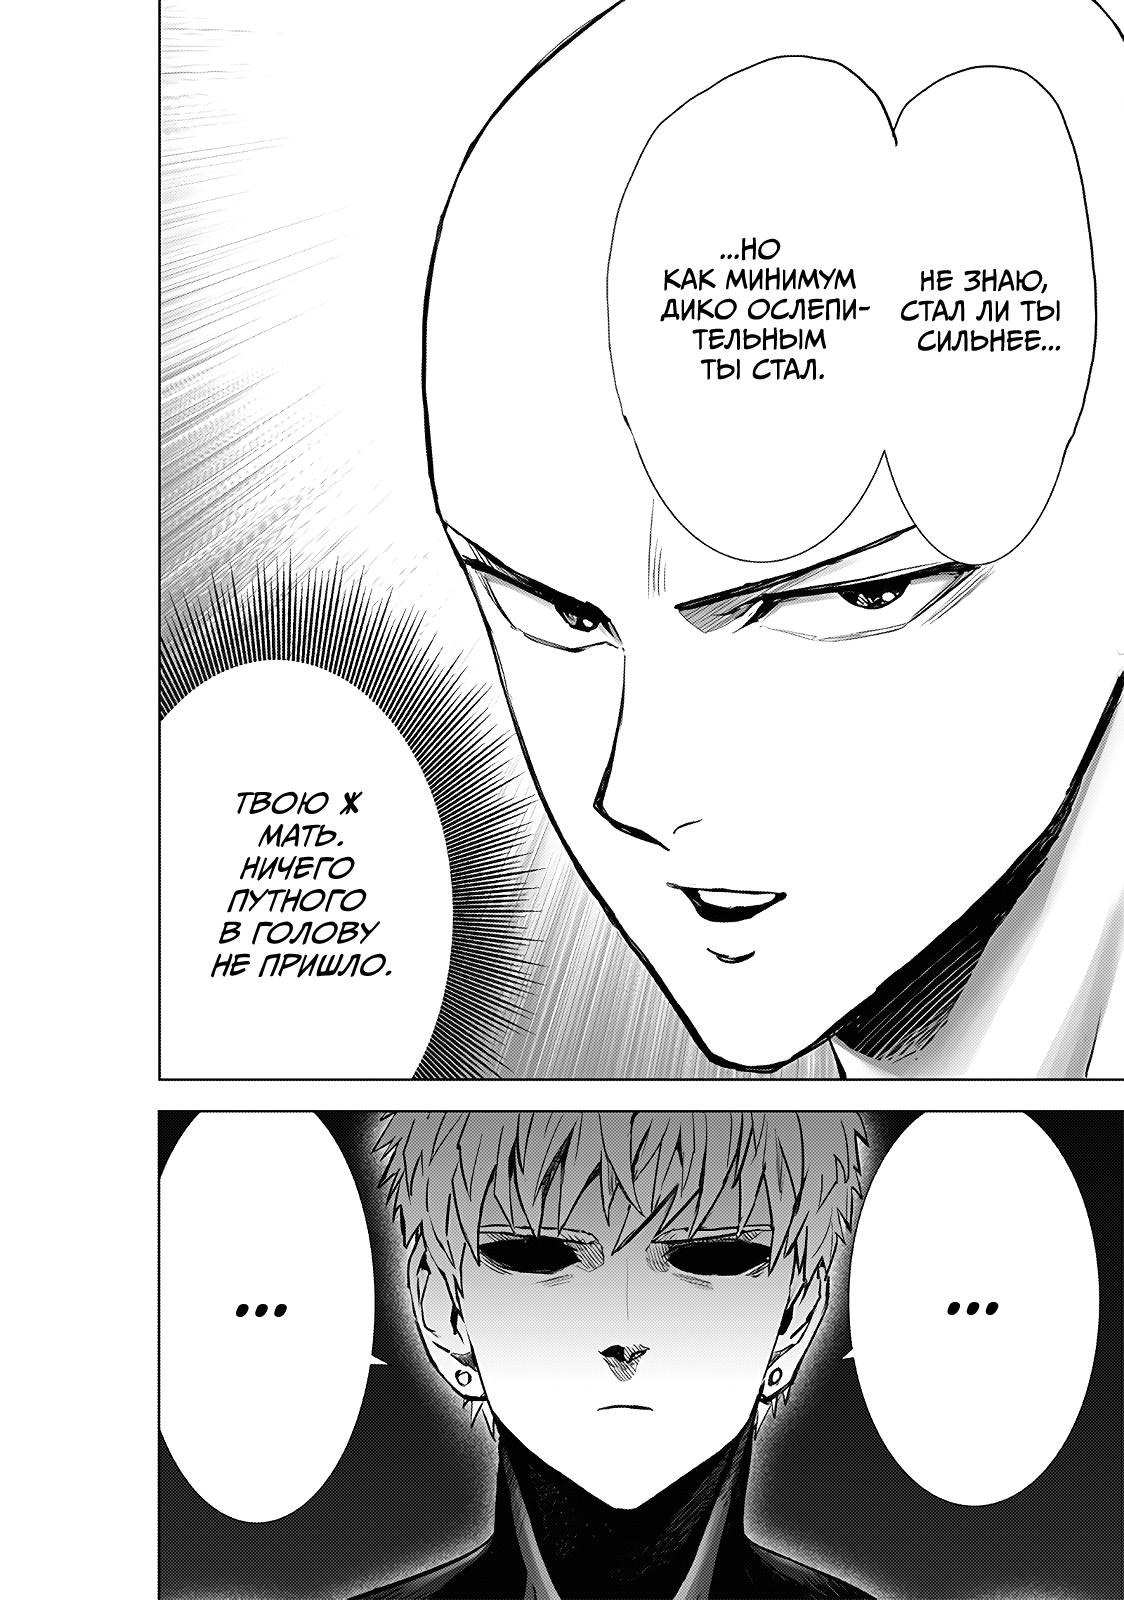 НЕ ЗНАЮ,
СТАЛ ЛИ ТЫ
СИЛЬНЕЕ...
...НО
КАК МИНИМУМ
ДИКО ОСЛЕПИ-
ТЕЛЬНЫМ
ТЫ СТАЛ.
ТВОЮ Ж
МАТЬ.
НИЧЕГО
ПУТНОГО
В ГОЛОВУ
НЕ ПРИШЛО.
...
...